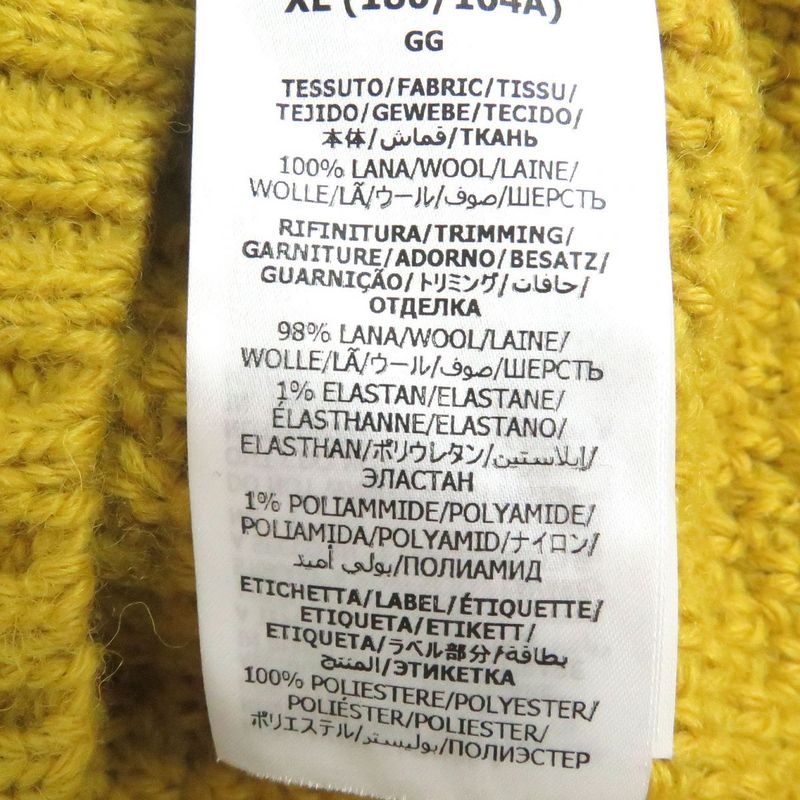 XL (180/104A)
GG
TESSUTO/FABRIC/TISSU/
TEJIDO/GEWEBE/TECIDO/
本体/قماش/ТКАНЬ
100% LANA/WOOL/LAINE/
WOLLE/LÃ/ウール/صوف/ШЕРСТЬ
RIFINITURA/TRIMMING/
GARNITURE/ADORNO/BESATZ/
GUARNIÇÃO/トリミング/حافات/
ОТДЕЛКА
98% LANA/WOOL/LAINE/
WOLLE/LÃ/ウール/صوف/ШЕРСТЬ
1% ELASTAN/ELASTANE/
ÉLASTHANNE/ELASTANO/
ELASTHAN/ポリウレタン/إيلاستين/
ЭЛАСТАН
1% POLIAMMIDE/POLYAMIDE/
POLIAMIDA/POLYAMID/ナイロン/
بولي أميد/ПОЛИАМИД
ETICHETTA/LABEL/ÉTIQUETTE/
ETIQUETA/ETIKETT/
ETIQUETA/ラベル部分/بطاقة
المنتج/ЭТИКЕТКА
100% POLIESTERE/POLYESTER/
POLIÉSTER/POLIESTER/
ポリエステル/بوليستر/ПОЛИЭСТЕР